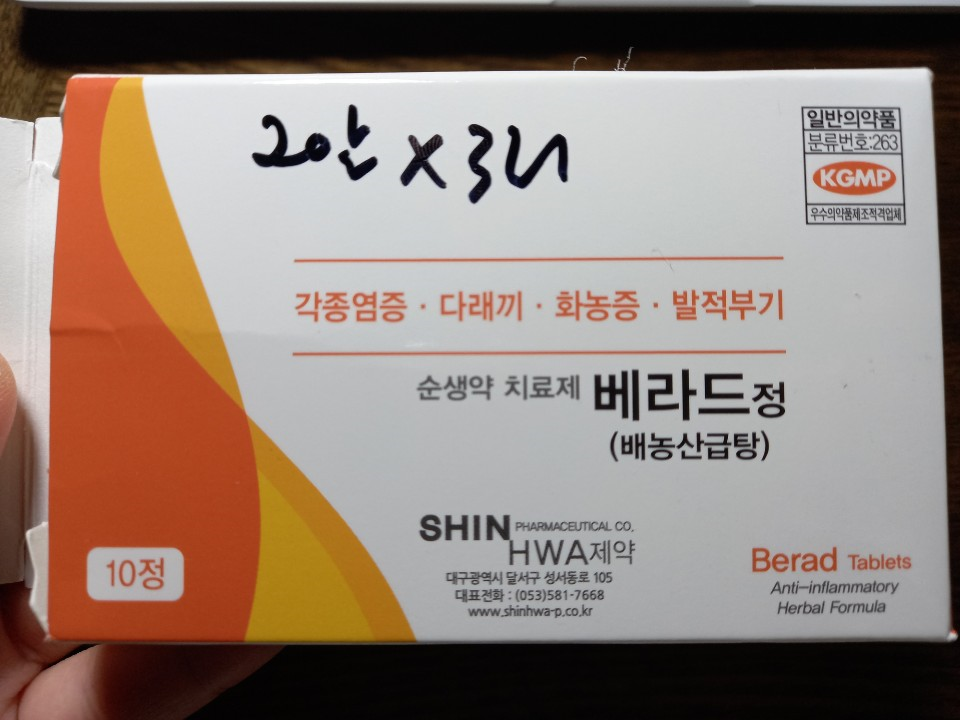 2알 x 3회
일반의약품
분류번호:263
KGMP
우수의약품제조적격업체
각종염증 · 다래끼 · 화농증 · 발적부기
순생약 치료제 베라드정
(배농산급탕)
SHIN PHARMACEUTICAL CO.
HWA제약
대구광역시 달서구 성서동로 105
대표전화 : (053)581-7668
www.shinhwa-p.co.kr
10정
Berad Tablets
Anti-inflammatory
Herbal Formula